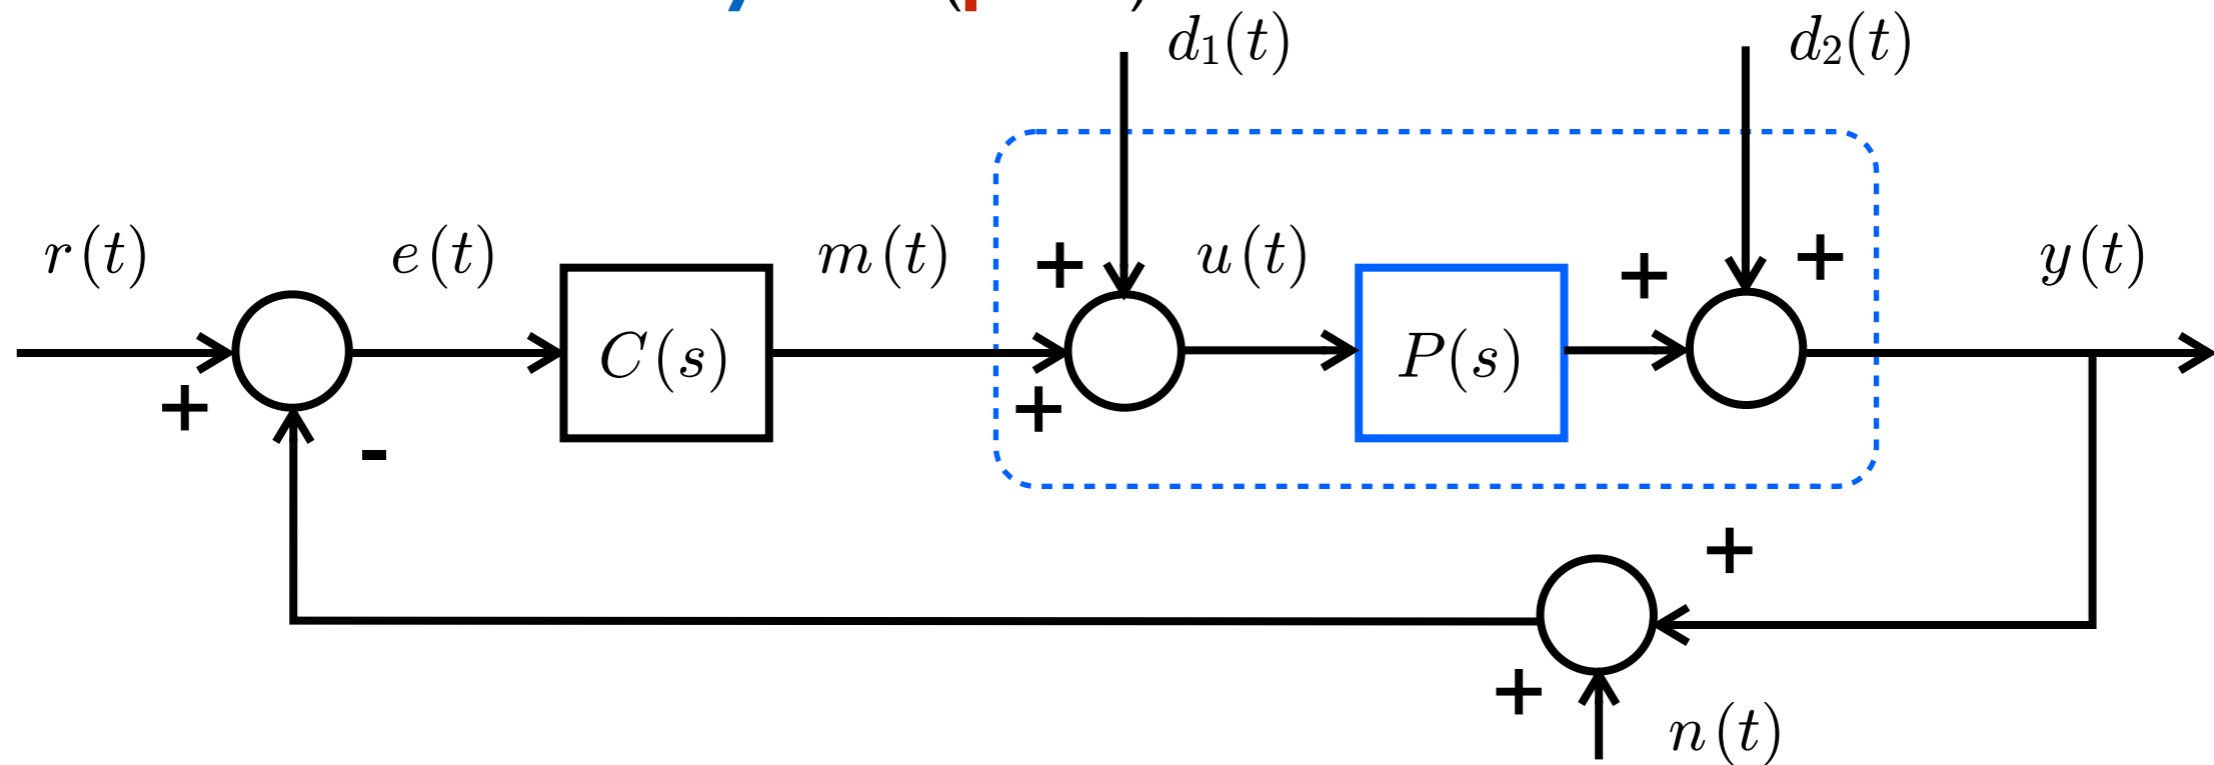 d₁(t) d₂(t)
r(t) e(t) m(t) + u(t) + + y(t)
C(s) P(s)
+ - +
+
+
n(t)